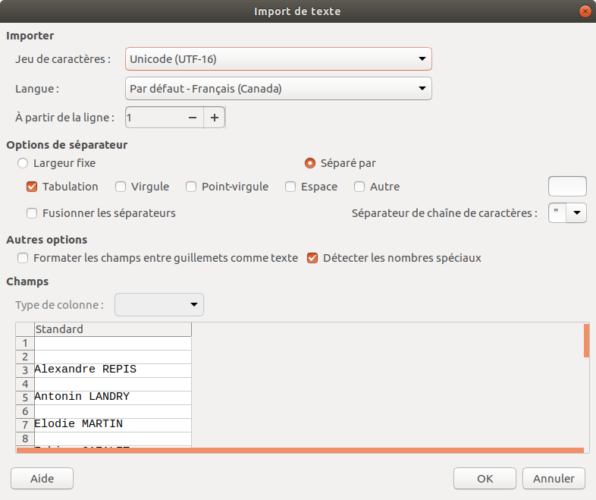 Import de texte
Importer
Jeu de caractères : Unicode (UTF-16)
Langue : Par défaut - Français (Canada)
À partir de la ligne : 1 − +
Options de séparateur
Largeur fixe Séparé par
Tabulation Virgule Point-virgule Espace Autre
Fusionner les séparateurs Séparateur de chaîne de caractères : "
Autres options
Formater les champs entre guillemets comme texte Détecter les nombres spéciaux
Champs
Type de colonne :
Standard
1
2
3 Alexandre REPIS
4
5 Antonin LANDRY
6
7 Elodie MARTIN
8
Aide OK Annuler